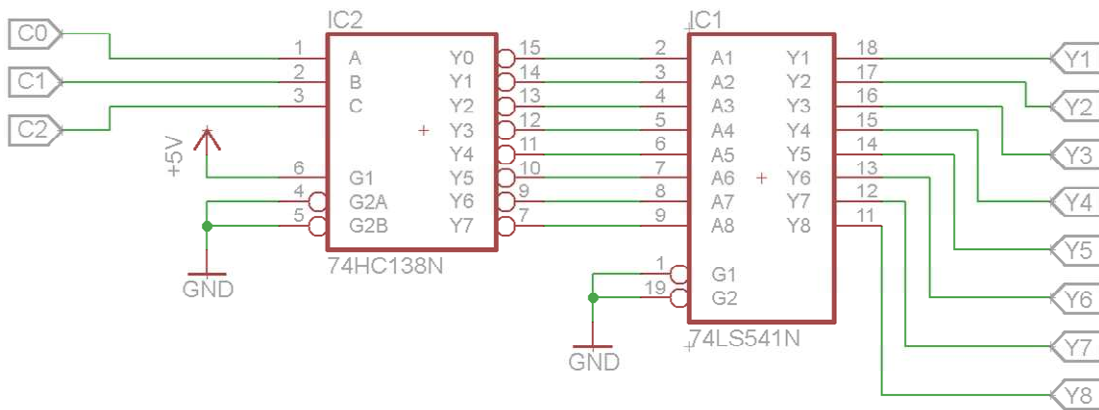 IC2
IC1
C0
C1
C2
+5V
GND
1 A Y0 15
2 B Y1 14
3 C Y2 13
Y3 12
Y4 11
6 G1 Y5 10
4 G2A Y6 9
5 G2B Y7 7
74HC138N
2 A1 Y1 18
3 A2 Y2 17
4 A3 Y3 16
5 A4 Y4 15
6 A5 Y5 14
7 A6 Y6 13
8 A7 Y7 12
9 A8 Y8 11
1 G1
19 G2
74LS541N
GND
Y1
Y2
Y3
Y4
Y5
Y6
Y7
Y8